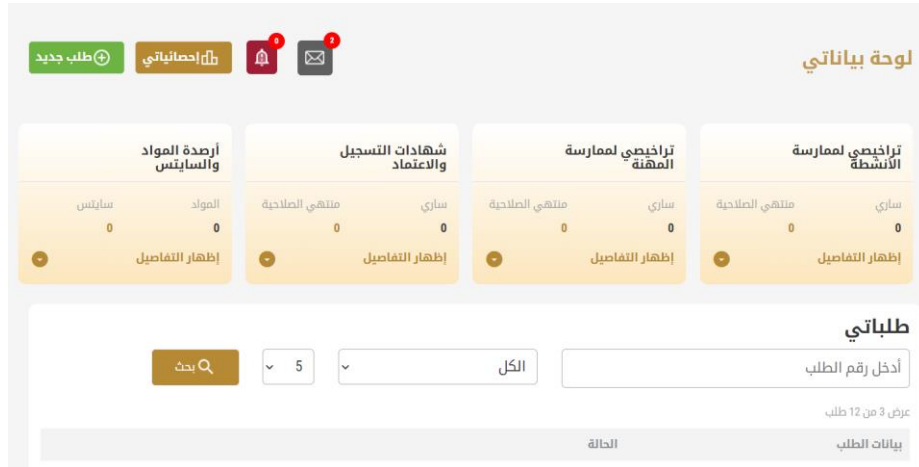 لوحة بياناتي
2
0
إحصائياتي
طلب جديد
تراخيصي لممارسة
الأنشطة
ساري
منتهي الصلاحية
0
0
إظهار التفاصيل
تراخيصي لممارسة
المهنة
ساري
منتهي الصلاحية
0
0
إظهار التفاصيل
شهادات التسجيل
والاعتماد
ساري
منتهي الصلاحية
0
0
إظهار التفاصيل
أرصدة المواد
والسايتس
المواد
سايتس
0
0
إظهار التفاصيل
طلباتي
أدخل رقم الطلب
الكل
5
بحث
عرض 3 من 12 طلب
بيانات الطلب
الحالة